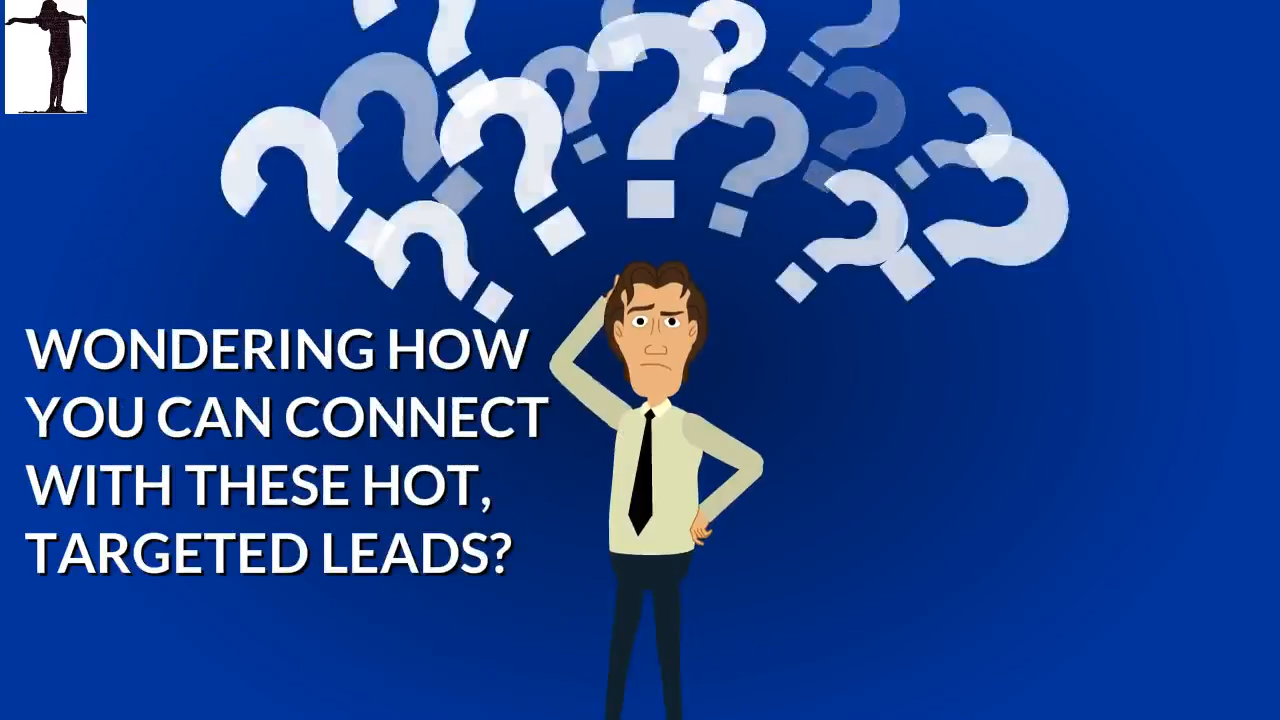 WONDERING HOW
YOU CAN CONNECT
WITH THESE HOT,
TARGETED LEADS?